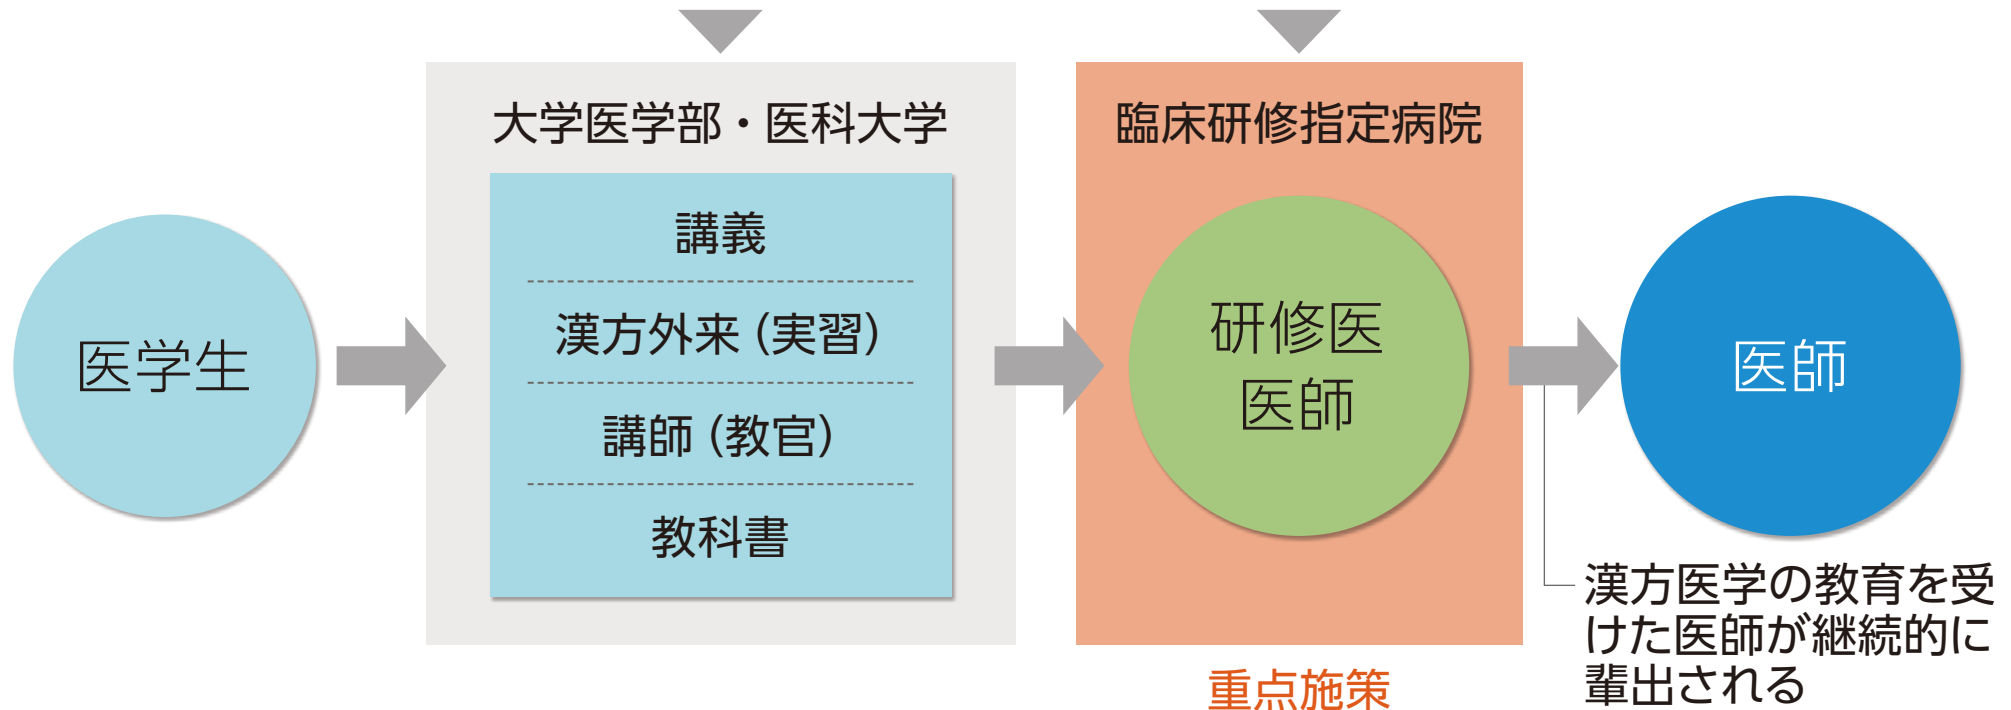 大学医学部・医科大学
臨床研修指定病院
医学生
講義
漢方外来（実習）
講師（教官）
教科書
研修医
医師
医師
漢方医学の教育を受
けた医師が継続的に
輩出される
重点施策